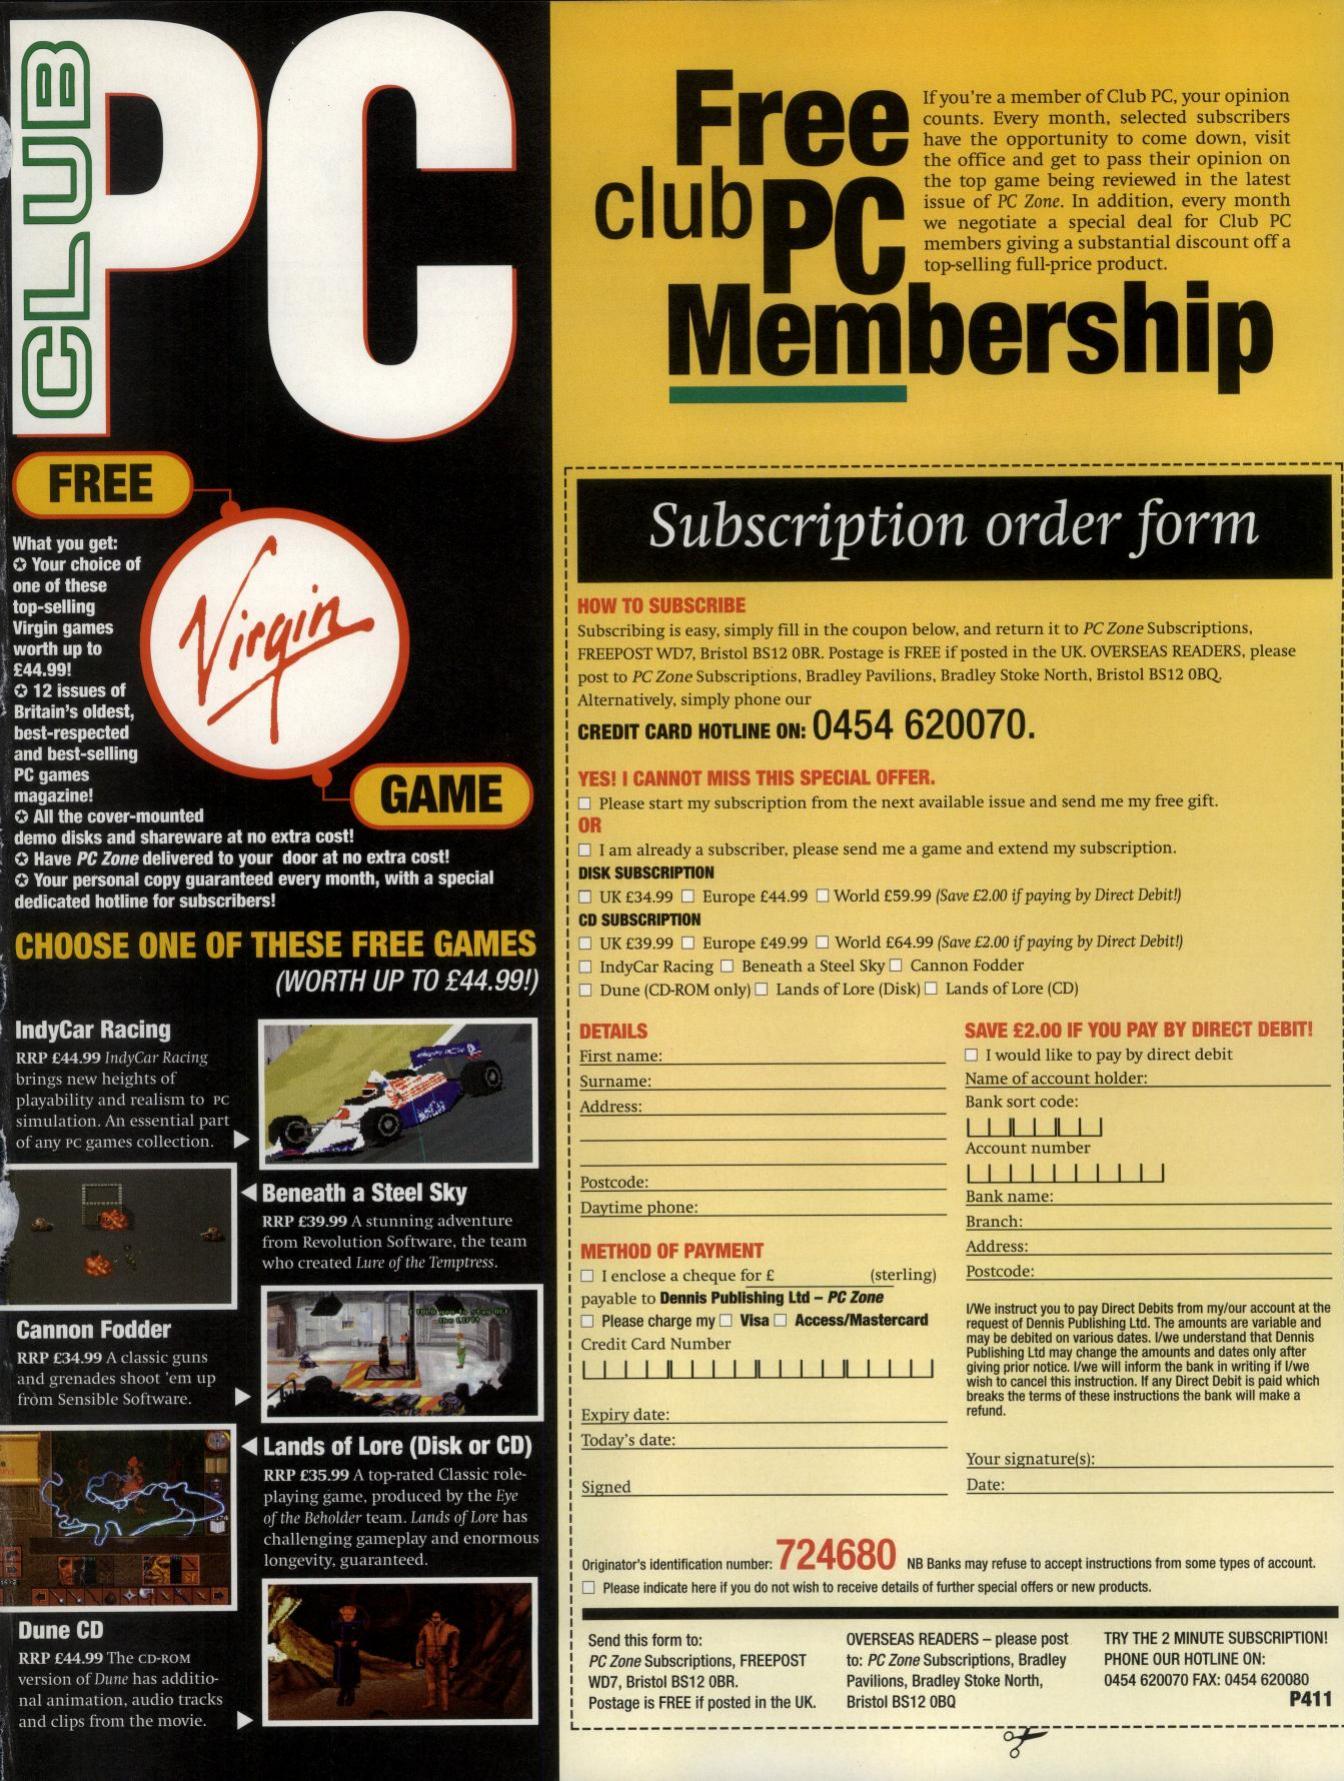 CLUB
PC
FREE
Virgin
GAME
What you get:
✪ Your choice of
one of these
top-selling
Virgin games
worth up to
£44.99!
✪ 12 issues of
Britain's oldest,
best-respected
and best-selling
PC games
magazine!
✪ All the cover-mounted
demo disks and shareware at no extra cost!
✪ Have PC Zone delivered to your door at no extra cost!
✪ Your personal copy guaranteed every month, with a special
dedicated hotline for subscribers!
CHOOSE ONE OF THESE FREE GAMES
(WORTH UP TO £44.99!)
IndyCar Racing
RRP £44.99 IndyCar Racing
brings new heights of
playability and realism to PC
simulation. An essential part
of any PC games collection.
Beneath a Steel Sky
RRP £39.99 A stunning adventure
from Revolution Software, the team
who created Lure of the Temptress.
Cannon Fodder
RRP £34.99 A classic guns
and grenades shoot 'em up
from Sensible Software.
Lands of Lore (Disk or CD)
RRP £35.99 A top-rated Classic role-
playing game, produced by the Eye
of the Beholder team. Lands of Lore has
challenging gameplay and enormous
longevity, guaranteed.
Dune CD
RRP £44.99 The CD-ROM
version of Dune has additio-
nal animation, audio tracks
and clips from the movie.
Free
club PC
Membership
If you're a member of Club PC, your opinion
counts. Every month, selected subscribers
have the opportunity to come down, visit
the office and get to pass their opinion on
the top game being reviewed in the latest
issue of PC Zone. In addition, every month
we negotiate a special deal for Club PC
members giving a substantial discount off a
top-selling full-price product.
Subscription order form
HOW TO SUBSCRIBE
Subscribing is easy, simply fill in the coupon below, and return it to PC Zone Subscriptions,
FREEPOST WD7, Bristol BS12 0BR. Postage is FREE if posted in the UK. OVERSEAS READERS, please
post to PC Zone Subscriptions, Bradley Pavilions, Bradley Stoke North, Bristol BS12 0BQ.
Alternatively, simply phone our
CREDIT CARD HOTLINE ON: 0454 620070.
YES! I CANNOT MISS THIS SPECIAL OFFER.
☐ Please start my subscription from the next available issue and send me my free gift.
OR
☐ I am already a subscriber, please send me a game and extend my subscription.
DISK SUBSCRIPTION
☐ UK £34.99 ☐ Europe £44.99 ☐ World £59.99 (Save £2.00 if paying by Direct Debit!)
CD SUBSCRIPTION
☐ UK £39.99 ☐ Europe £49.99 ☐ World £64.99 (Save £2.00 if paying by Direct Debit!)
☐ IndyCar Racing ☐ Beneath a Steel Sky ☐ Cannon Fodder
☐ Dune (CD-ROM only) ☐ Lands of Lore (Disk) ☐ Lands of Lore (CD)
DETAILS
First name:
Surname:
Address:
Postcode:
Daytime phone:
METHOD OF PAYMENT
☐ I enclose a cheque for £ (sterling)
payable to Dennis Publishing Ltd – PC Zone
☐ Please charge my ☐ Visa ☐ Access/Mastercard
Credit Card Number
Expiry date:
Today's date:
Signed
SAVE £2.00 IF YOU PAY BY DIRECT DEBIT!
☐ I would like to pay by direct debit
Name of account holder:
Bank sort code:
Account number
Bank name:
Branch:
Address:
Postcode:
I/We instruct you to pay Direct Debits from my/our account at the
request of Dennis Publishing Ltd. The amounts are variable and
may be debited on various dates. I/we understand that Dennis
Publishing Ltd may change the amounts and dates only after
giving prior notice. I/we will inform the bank in writing if I/we
wish to cancel this instruction. If any Direct Debit is paid which
breaks the terms of these instructions the bank will make a
refund.
Your signature(s):
Date:
Originator's identification number: 724680 NB Banks may refuse to accept instructions from some types of account.
☐ Please indicate here if you do not wish to receive details of further special offers or new products.
Send this form to:
PC Zone Subscriptions, FREEPOST
WD7, Bristol BS12 0BR.
Postage is FREE if posted in the UK.
OVERSEAS READERS – please post
to: PC Zone Subscriptions, Bradley
Pavilions, Bradley Stoke North,
Bristol BS12 0BQ
TRY THE 2 MINUTE SUBSCRIPTION!
PHONE OUR HOTLINE ON:
0454 620070 FAX: 0454 620080
P411